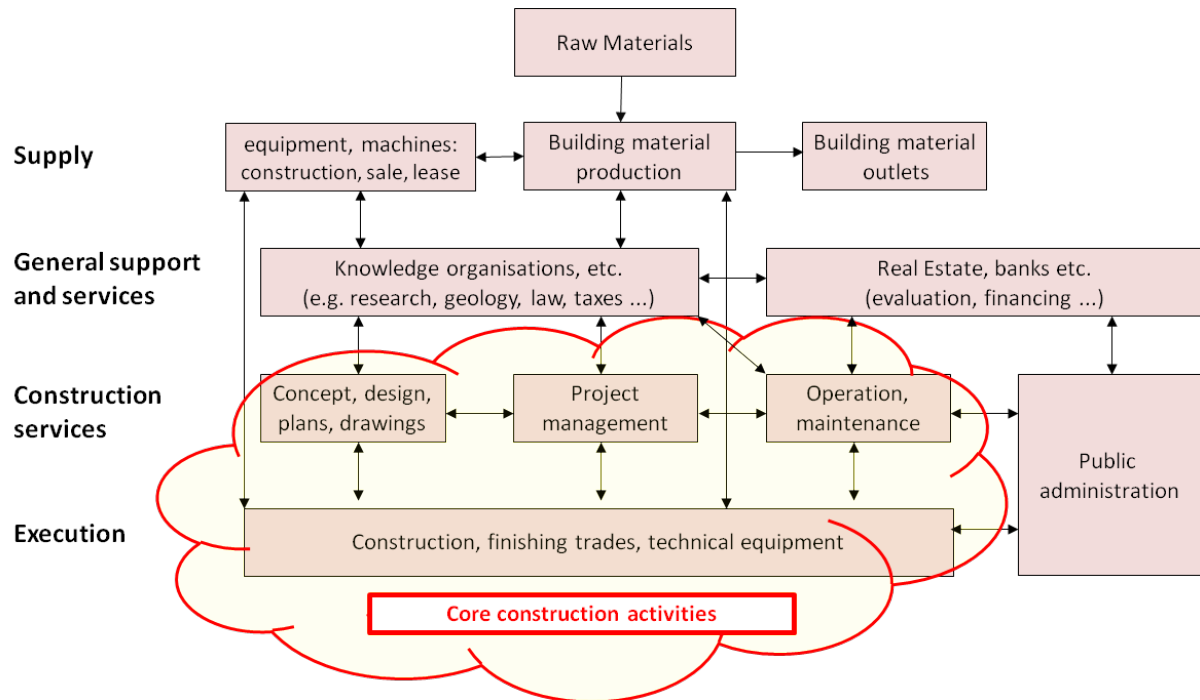 Raw Materials
Supply
equipment, machines:
construction, sale, lease
Building material
production
Building material
outlets
General support
and services
Knowledge organisations, etc.
(e.g. research, geology, law, taxes ...)
Real Estate, banks etc.
(evaluation, financing ...)
Construction
services
Concept, design,
plans, drawings
Project
management
Operation,
maintenance
Public
administration
Execution
Construction, finishing trades, technical equipment
Core construction activities